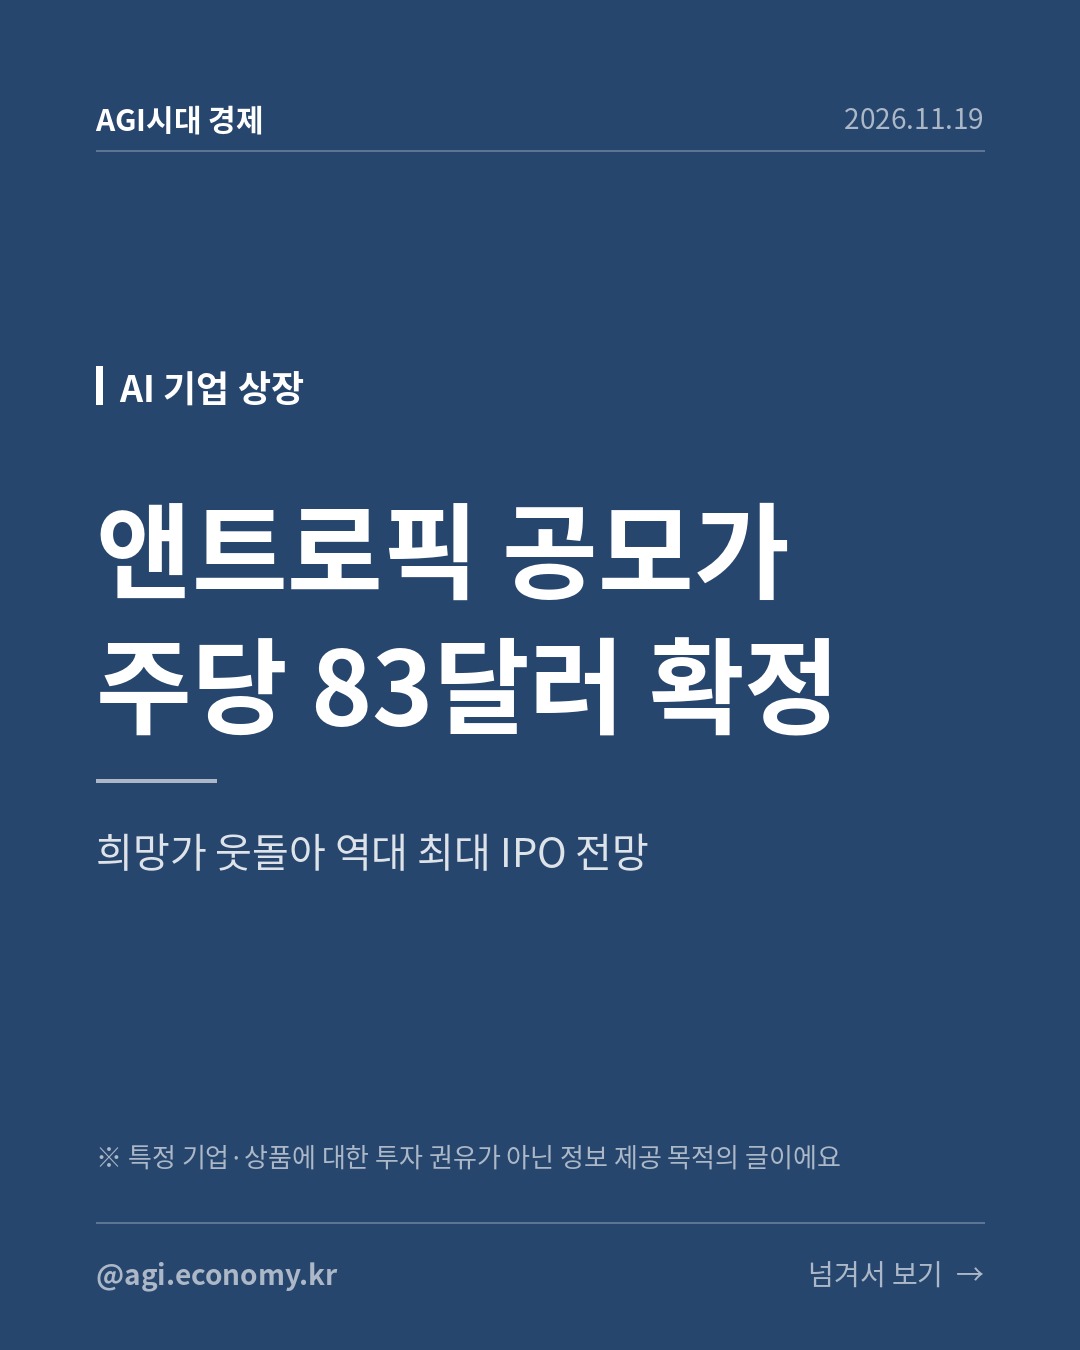 AGI시대 경제
2026.11.19
AI 기업 상장
앤트로픽 공모가
주당 83달러 확정
희망가 웃돌아 역대 최대 IPO 전망
※ 특정 기업·상품에 대한 투자 권유가 아닌 정보 제공 목적의 글이에요
@agi.economy.kr
넘겨서 보기 →